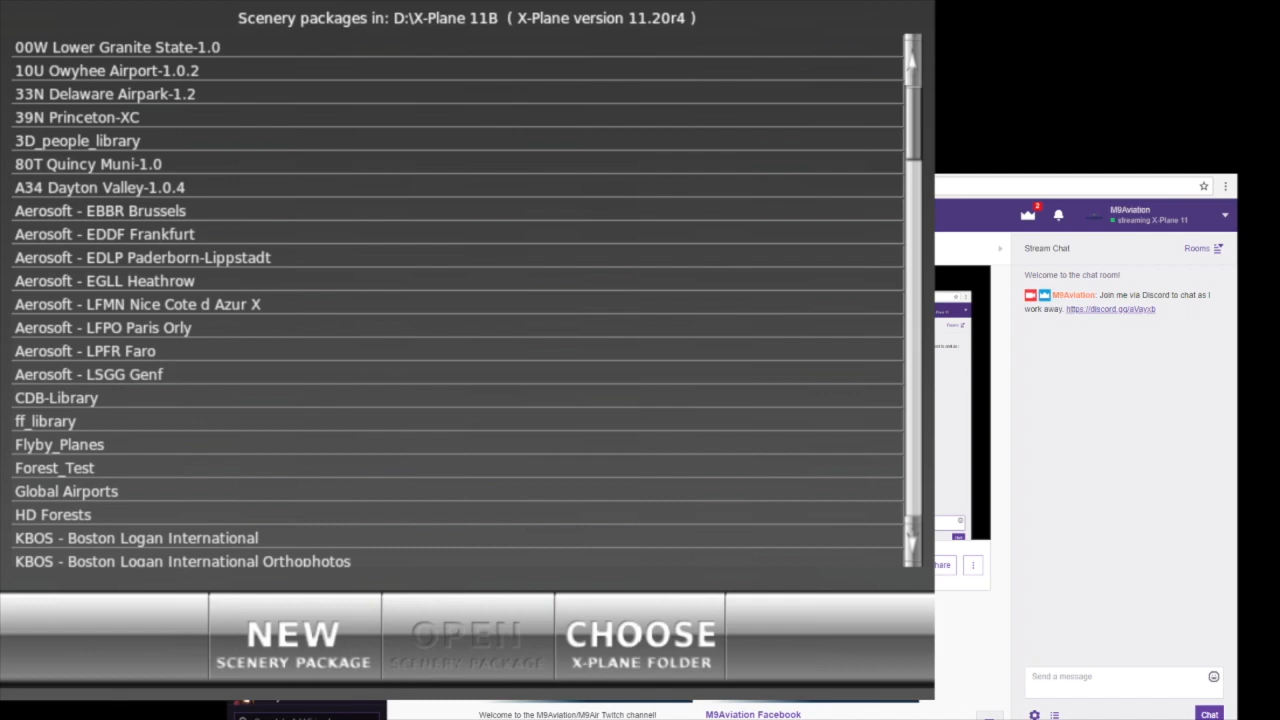 Scenery packages in: D:\X-Plane 11B ( X-Plane version 11.20r4 )
00W Lower Granite State-1.0
10U Owyhee Airport-1.0.2
33N Delaware Airpark-1.2
39N Princeton-XC
3D_people_library
80T Quincy Muni-1.0
A34 Dayton Valley-1.0.4
Aerosoft - EBBR Brussels
Aerosoft - EDDF Frankfurt
Aerosoft - EDLP Paderborn-Lippstadt
Aerosoft - EGLL Heathrow
Aerosoft - LFMN Nice Cote d Azur X
Aerosoft - LFPO Paris Orly
Aerosoft - LPFR Faro
Aerosoft - LSGG Genf
CDB-Library
ff_library
Flyby_Planes
Forest_Test
Global Airports
HD Forests
KBOS - Boston Logan International
KBOS - Boston Logan International Orthophotos
NEW
SCENERY PACKAGE
OPEN
SCENERY PACKAGE
CHOOSE
X-PLANE FOLDER
2
M9Aviation
streaming X-Plane 11
Stream Chat
Rooms
Welcome to the chat room!
M9Aviation: Join me via Discord to chat as I
work away. https://discord.gg/aVayxb
hare
Send a message
Chat
Welcome to the M9Aviation/M9Air Twitch channel!
M9Aviation Facebook